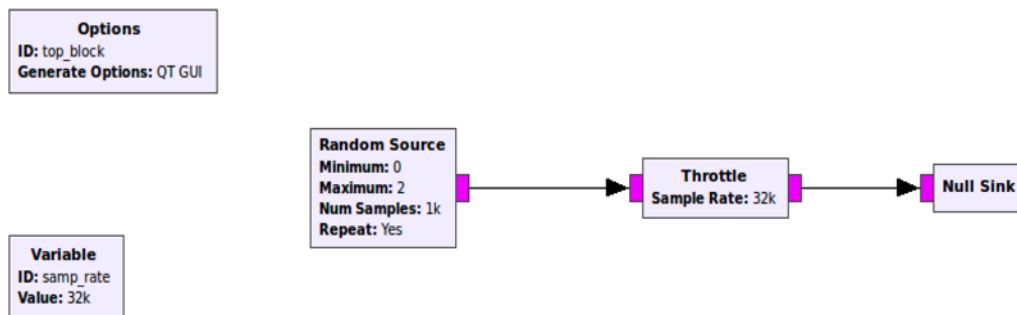 Options
ID: top_block
Generate Options: QT GUI
Random Source
Minimum: 0
Maximum: 2
Num Samples: 1k
Repeat: Yes
Throttle
Sample Rate: 32k
Null Sink
Variable
ID: samp_rate
Value: 32k